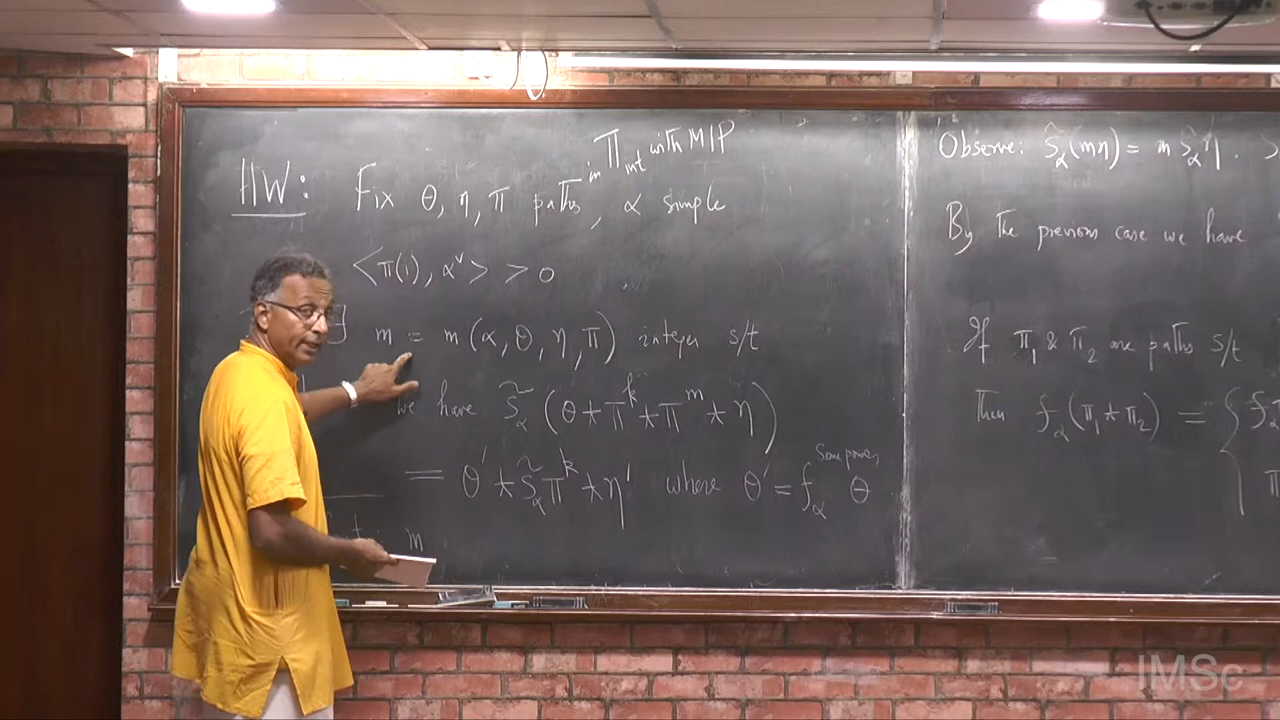 HW: Fix θ, η, π paths in Π_int with MIP, α simple
⟨π(1), α^∨⟩ > 0
∃ m = m(α, θ, η, π) integer s/t
we have S̃_α(θ * π^k * π^m * η)
= θ' * S̃_α π^k * η' where θ' = f_α^{some power} θ
m
Observe: S̃_α(mη) = m S̃_α η.
By the previous case we have
If π_1 & π_2 are paths s/t
Then f_α(π_1 * π_2) = {
IMSc